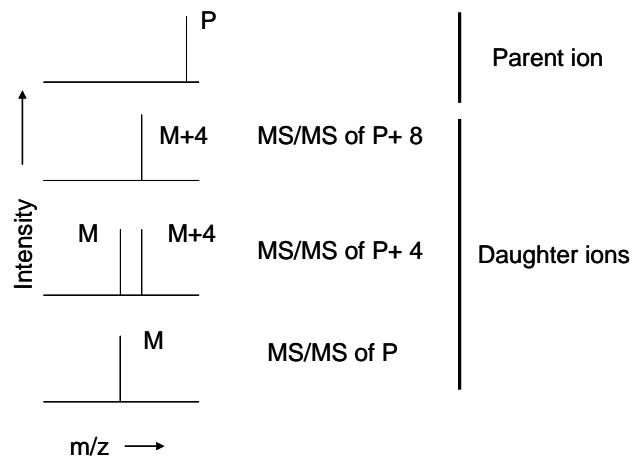 P
Parent ion
M+4
MS/MS of P+ 8
Intensity
M
M+4
MS/MS of P+ 4
Daughter ions
M
MS/MS of P
m/z